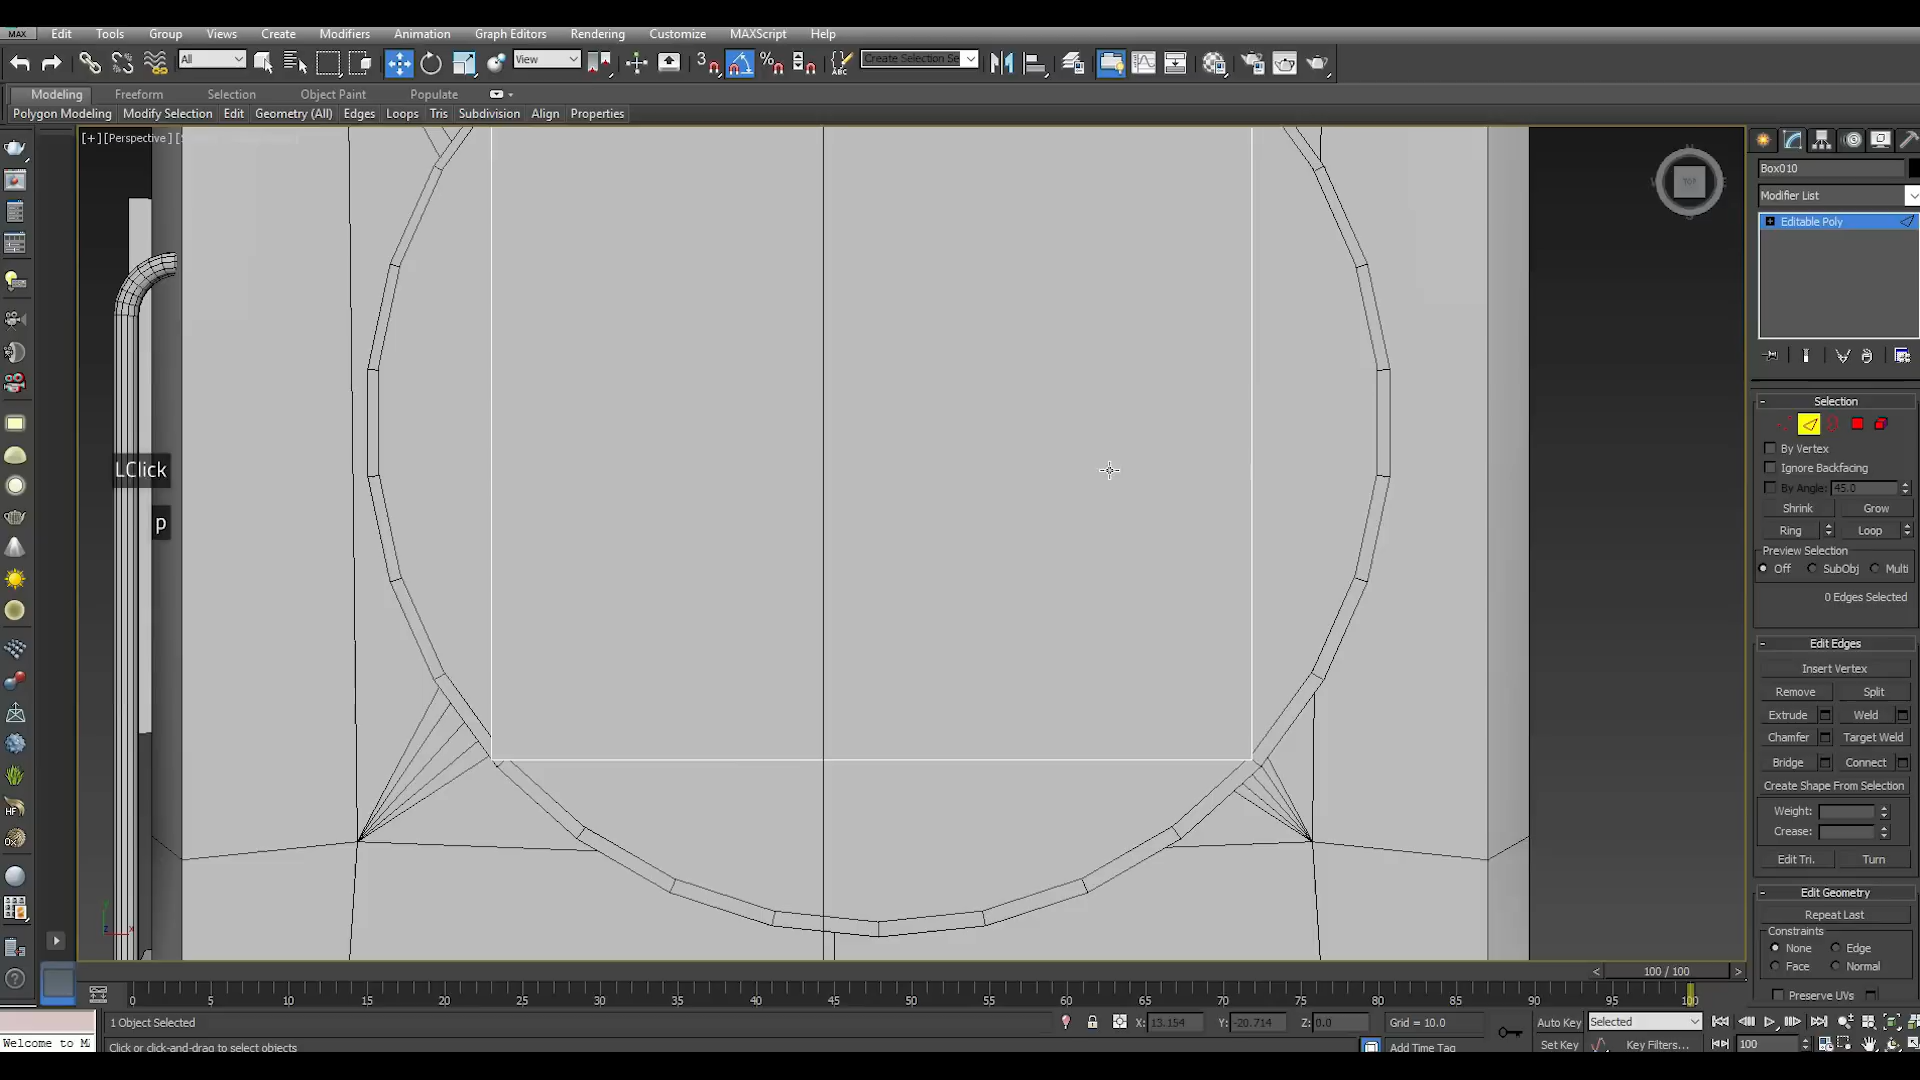 MAX Edit Tools Group Views Create Modifiers Animation Graph Editors Rendering Customize MAXScript Help
All View 3 % ABC Create Selection Se
Modeling Freeform Selection Object Paint Populate
Polygon Modeling Modify Selection Edit Geometry (All) Edges Loops Tris Subdivision Align Properties
[+][Perspective]
TOP
Box010
Modifier List
Editable Poly
LClick
p
Selection
By Vertex
Ignore Backfacing
By Angle: 45.0
Shrink Grow
Ring Loop
Preview Selection
Off SubObj Multi
0 Edges Selected
Edit Edges
Insert Vertex
Remove Split
Extrude Weld
Chamfer Target Weld
Bridge Connect
Create Shape From Selection
Weight:
Crease:
Edit Tri. Turn
Edit Geometry
Repeat Last
Constraints
None Edge
Face Normal
Preserve UVs
HF
y
x
< 100 / 100 >
0 5 10 15 20 25 30 35 40 45 50 55 60 65 70 75 80 85 90 95 100
1 Object Selected X: 13.154 Y: -20.714 Z: 0.0 Grid = 10.0 Auto Key Selected
Welcome to M Click or click-and-drag to select objects Add Time Tag Set Key Key Filters... 100